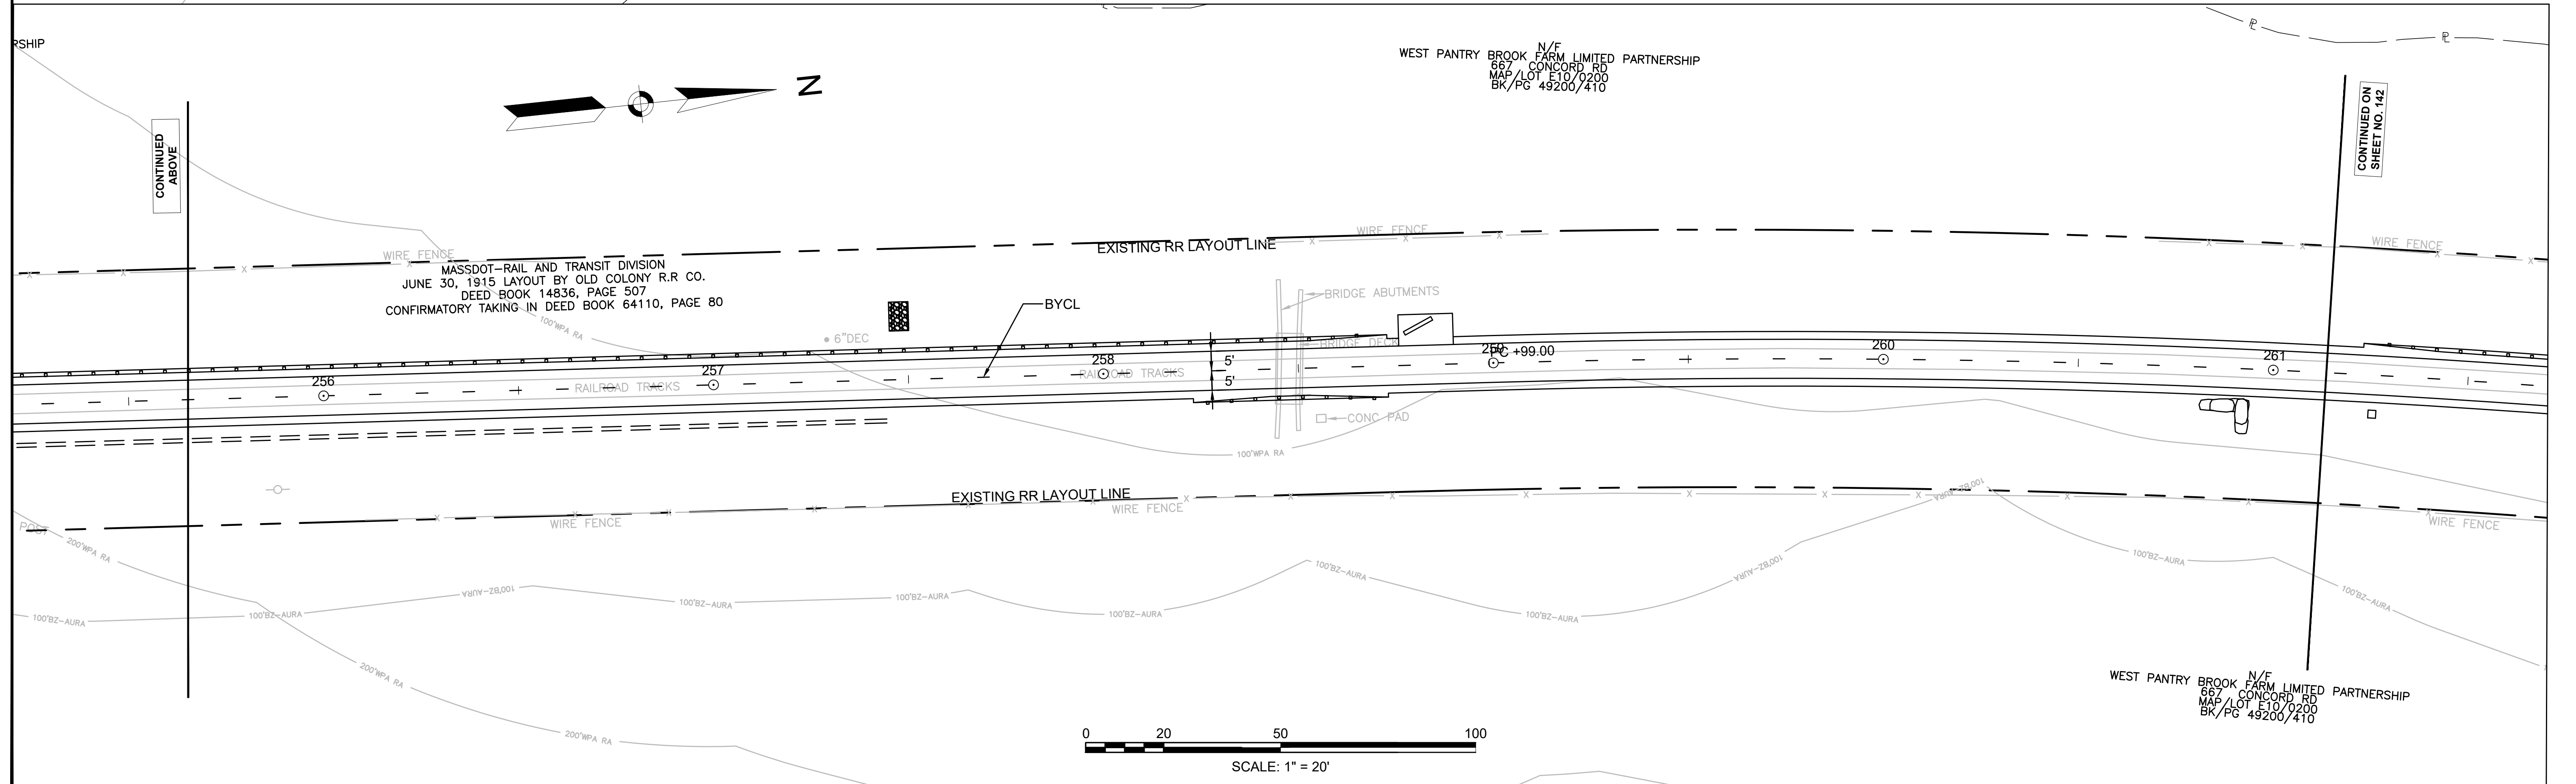 RSHIP
N/F
WEST PANTRY BROOK FARM LIMITED PARTNERSHIP
667 CONCORD RD
MAP/LOT E10/0200
BK/PG 49200/410
P
L
P
L
CONTINUED
ABOVE
N
CONTINUED ON
SHEET NO. 142
WIRE FENCE
EXISTING RR LAYOUT LINE
WIRE FENCE
WIRE FENCE
MASSDOT-RAIL AND TRANSIT DIVISION
JUNE 30, 1915 LAYOUT BY OLD COLONY R.R CO.
DEED BOOK 14836, PAGE 507
CONFIRMATORY TAKING IN DEED BOOK 64110, PAGE 80
100'WPA RA
6"DEC
BYCL
BRIDGE ABUTMENTS
BRIDGE DECK
256
257
258
259
PC +99.00
260
261
RAILROAD TRACKS
RAILROAD TRACKS
5'
5'
CONC PAD
100'WPA RA
EXISTING RR LAYOUT LINE
POST
WIRE FENCE
WIRE FENCE
WIRE FENCE
200'WPA RA
100'BZ-AURA
100'BZ-AURA
100'BZ-AURA
100'BZ-AURA
100'BZ-AURA
100'BZ-AURA
100'BZ-AURA
100'BZ-AURA
100'BZ-AURA
100'BZ-AURA
100'BZ-AURA
100'BZ-AURA
200'WPA RA
200'WPA RA
N/F
WEST PANTRY BROOK FARM LIMITED PARTNERSHIP
667 CONCORD RD
MAP/LOT E10/0200
BK/PG 49200/410
0 20 50 100
SCALE: 1" = 20'